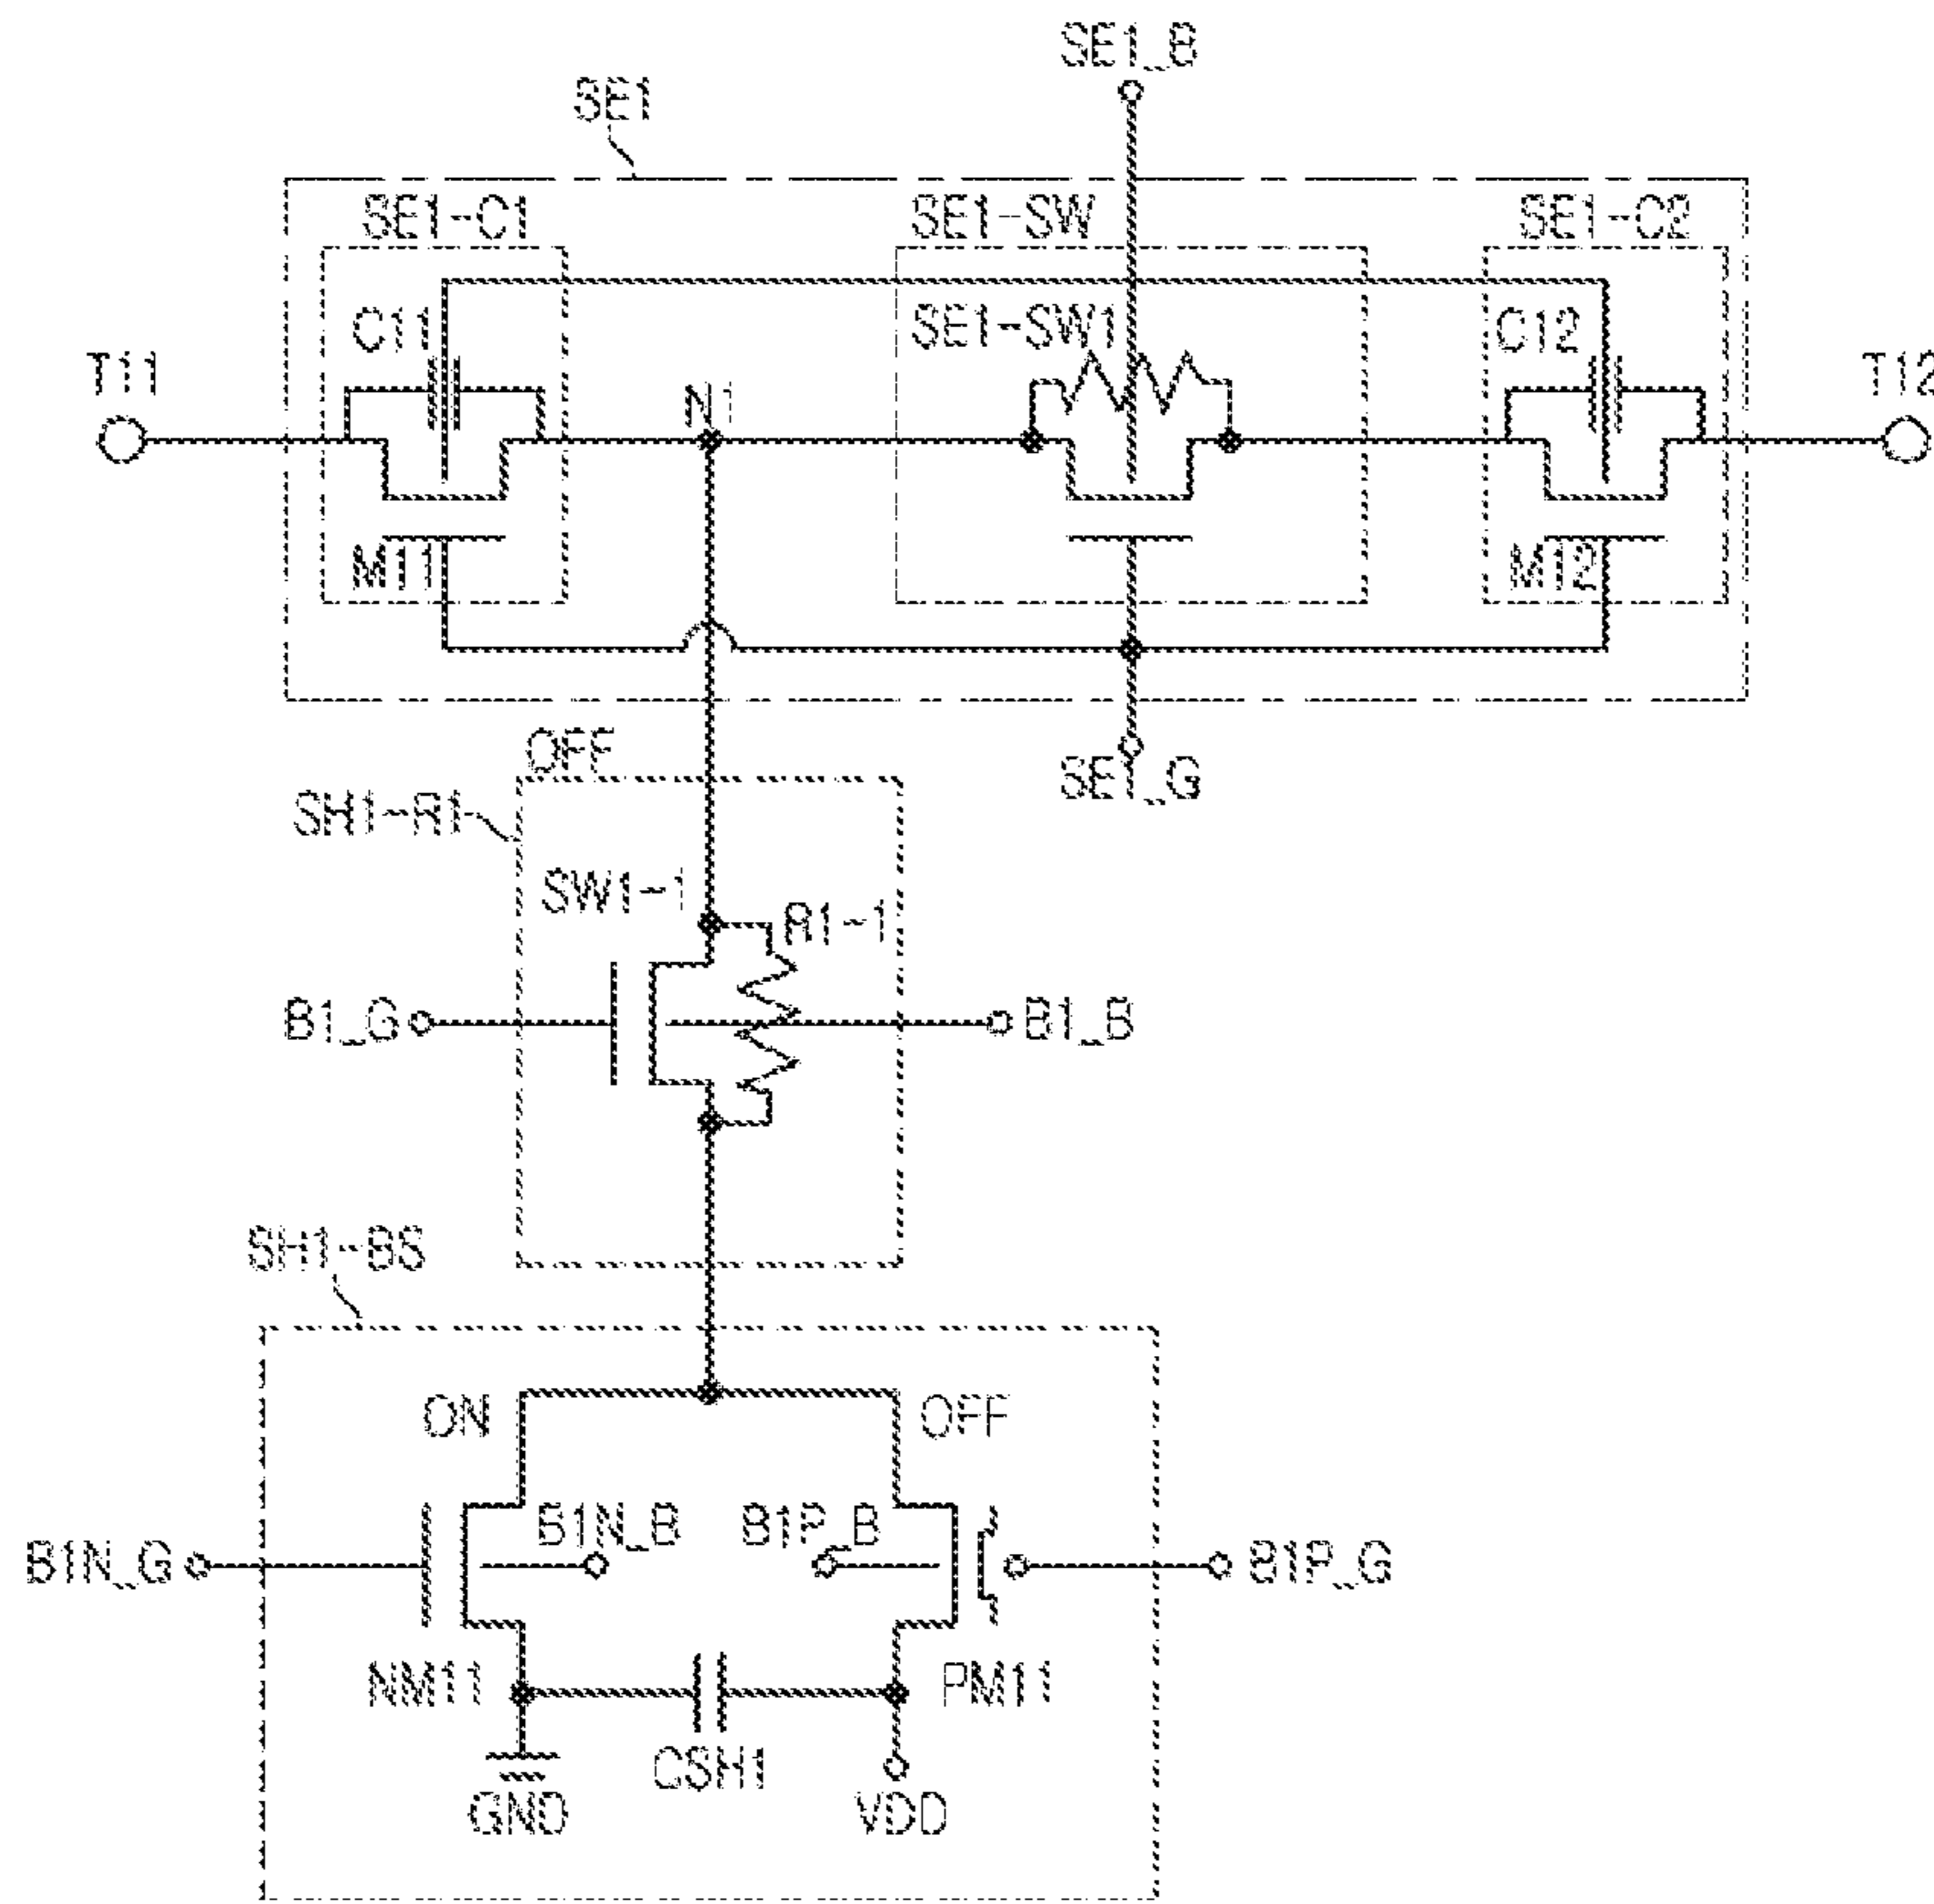 SE1_B
SE1
SE1-C1
SE1-SW
SE1-C2
C11
SE1-SW1
C12
T11
N1
T12
M11
M12
OFF
SE1_G
SH1-R1
SW1-1
R1-1
B1_G
B1_B
SH1-BS
ON
OFF
B1N_B
B1P_B
B1N_G
B1P_G
NM11
PM11
CSH1
GND
VDD